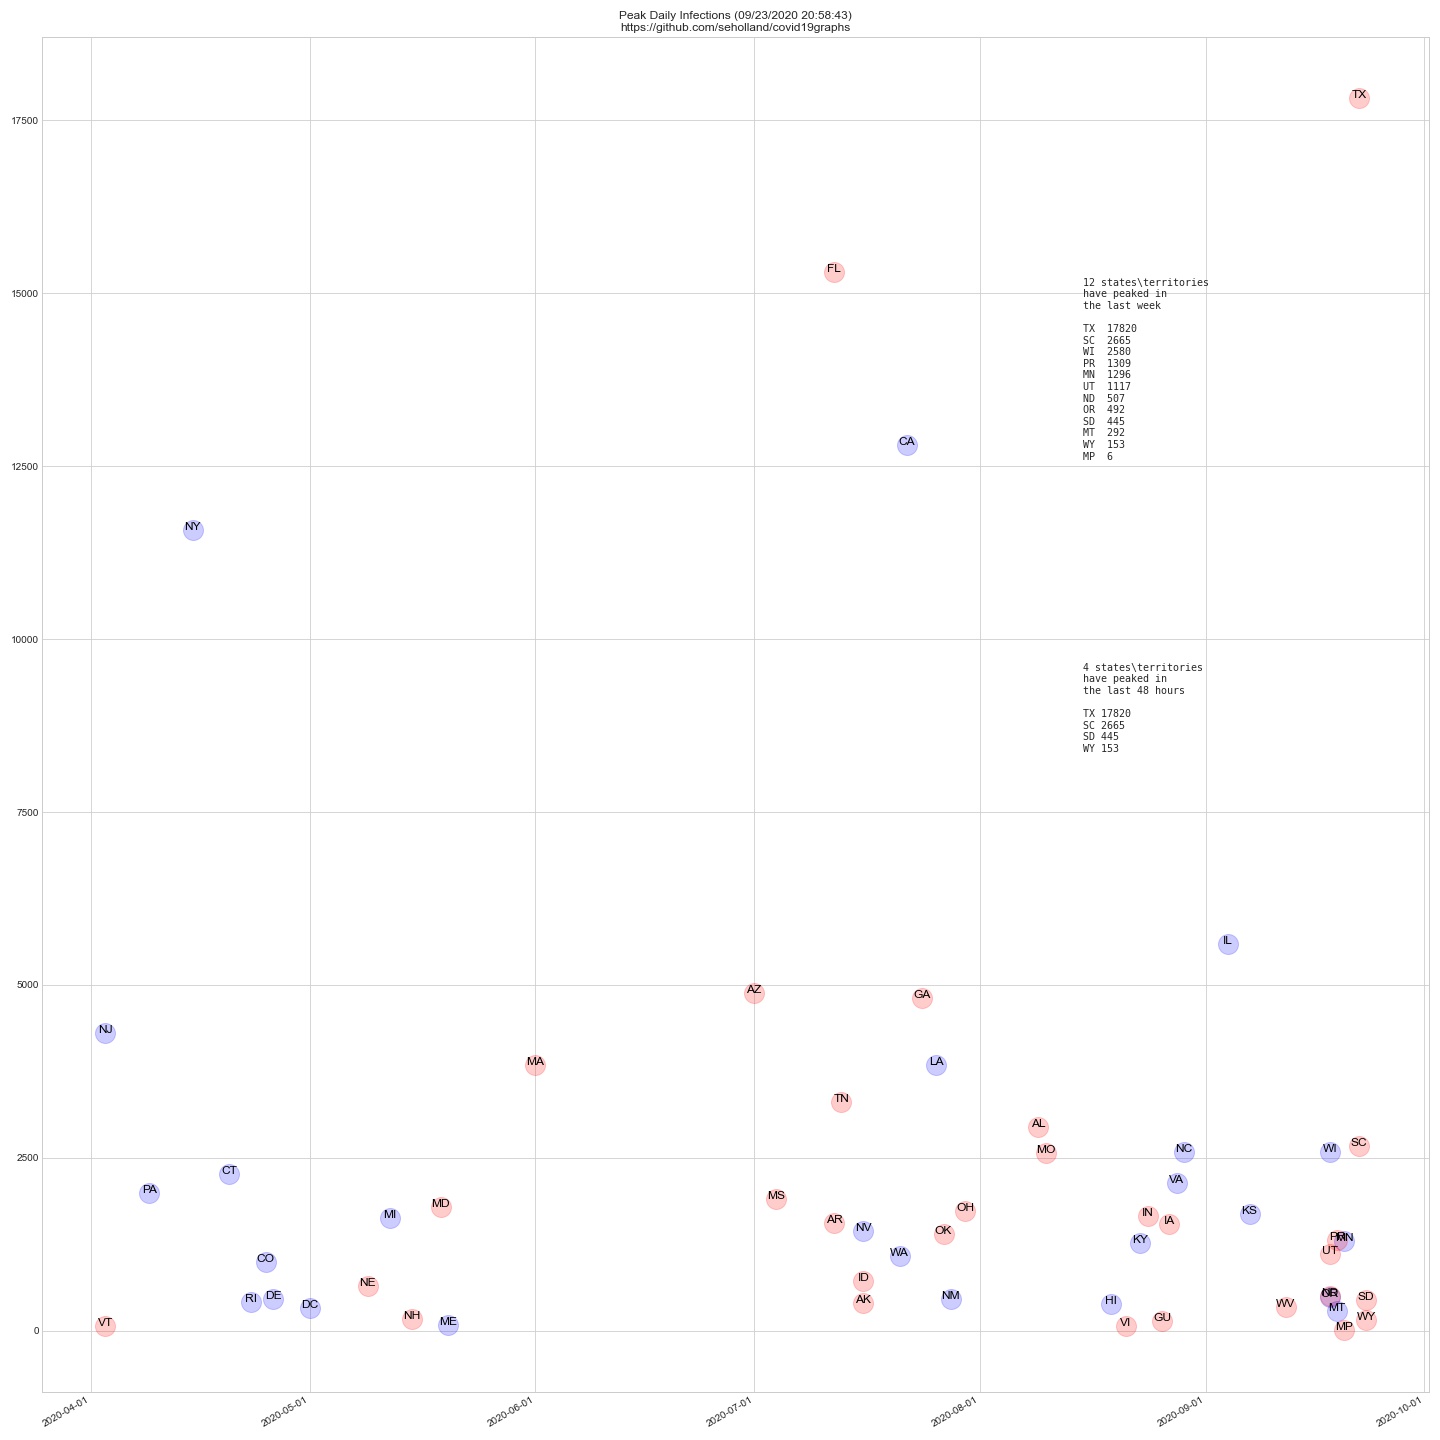 Peak Daily Infections (09/23/2020 20:58:43)
https://github.com/seholland/covid19graphs
17500
15000
12500
10000
7500
5000
2500
0
TX
FL
12 states\territories
have peaked in
the last week
TX 17820
SC 2665
WI 2580
PR 1309
MN 1296
UT 1117
ND 507
OR 492
SD 445
MT 292
WY 153
MP 6
CA
NY
4 states\territories
have peaked in
the last 48 hours
TX 17820
SC 2665
SD 445
WY 153
IL
AZ
GA
NJ
MA
LA
TN
AL
MO
NC
WI
SC
CT
VA
PA
MD
MS
OH
KS
MI
AR
NV
OK
IN
IA
KY
PR
MN
WA
UT
CO
NE
ID
RI
DE
DC
AK
NM
HI
WV
ND
OR
SD
MT
VT
NH
ME
VI
GU
MP
WY
2020-04-01
2020-05-01
2020-06-01
2020-07-01
2020-08-01
2020-09-01
2020-10-01